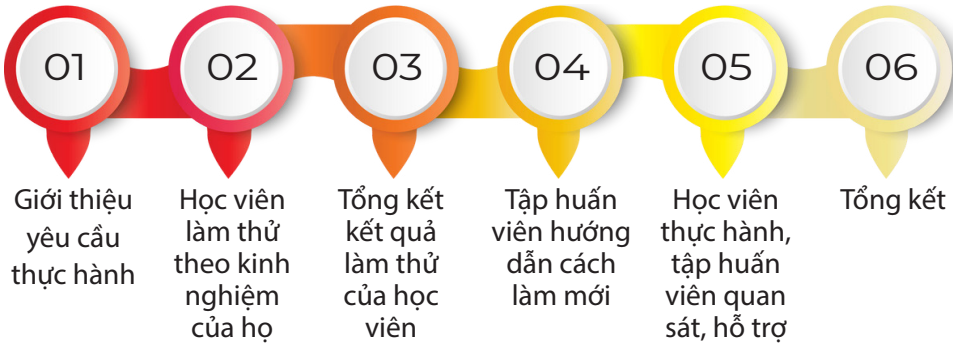 01
02
03
04
05
06
Giới thiệu
yêu cầu
thực hành
Học viên
làm thử
theo kinh
nghiệm
của họ
Tổng kết
kết quả
làm thử
của học
viên
Tập huấn
viên hướng
dẫn cách
làm mới
Học viên
thực hành,
tập huấn
viên quan
sát, hỗ trợ
Tổng kết